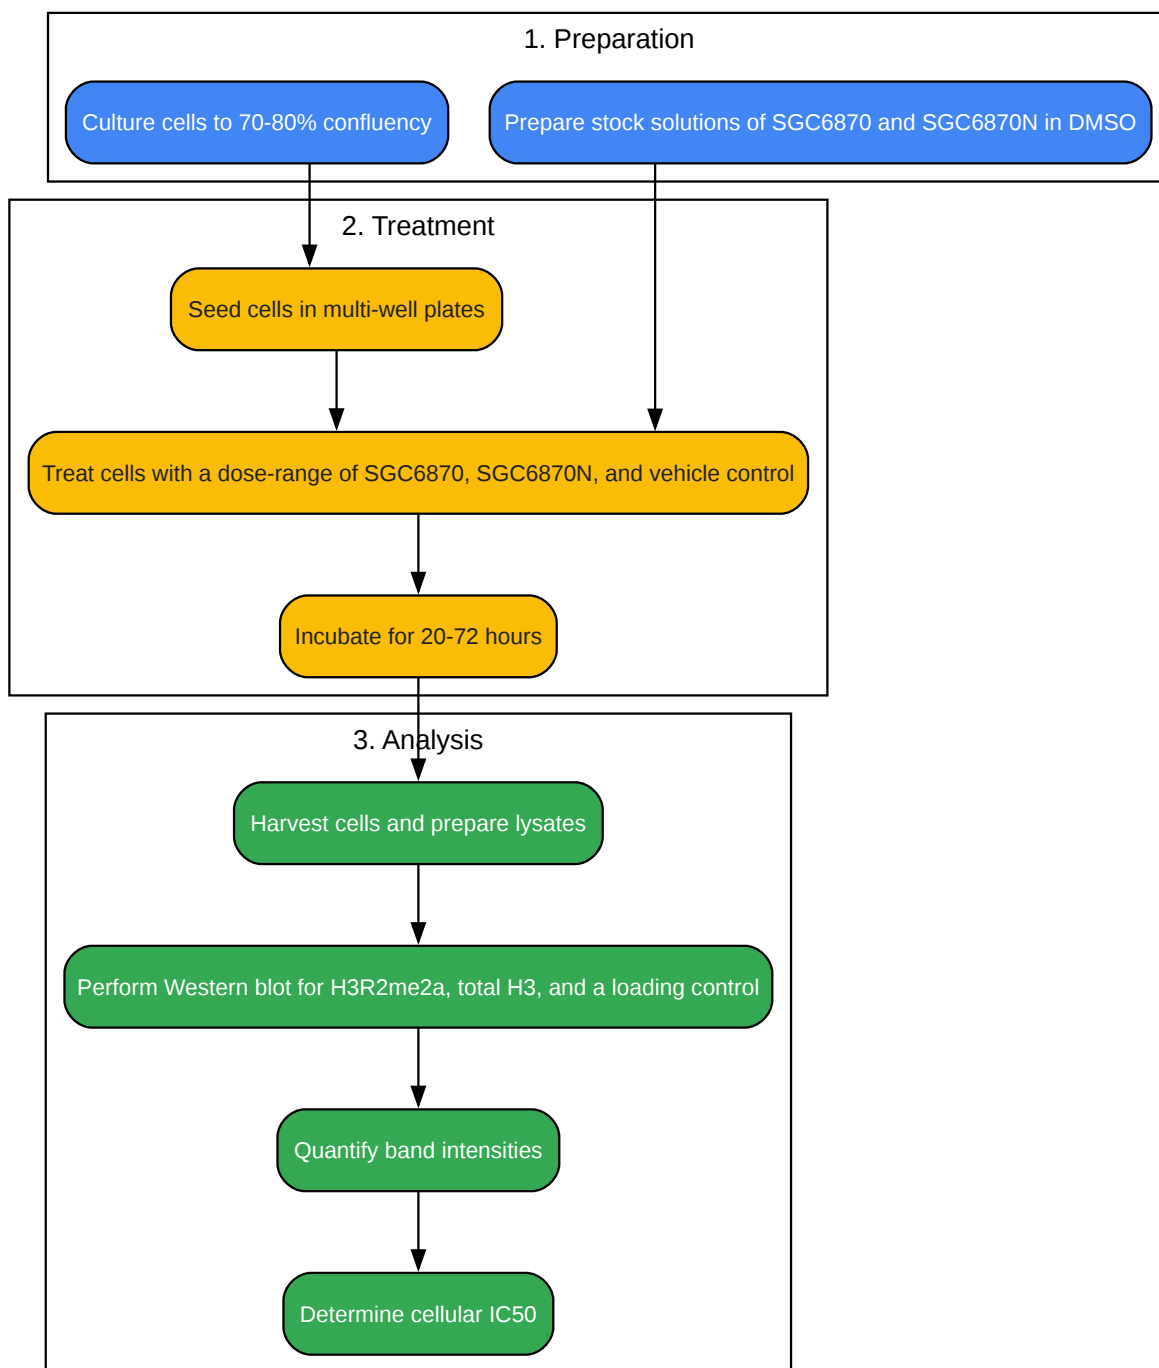 1. Preparation
Culture cells to 70-80% confluency
Prepare stock solutions of SGC6870 and SGC6870N in DMSO
2. Treatment
Seed cells in multi-well plates
Treat cells with a dose-range of SGC6870, SGC6870N, and vehicle control
Incubate for 20-72 hours
3. Analysis
Harvest cells and prepare lysates
Perform Western blot for H3R2me2a, total H3, and a loading control
Quantify band intensities
Determine cellular IC50